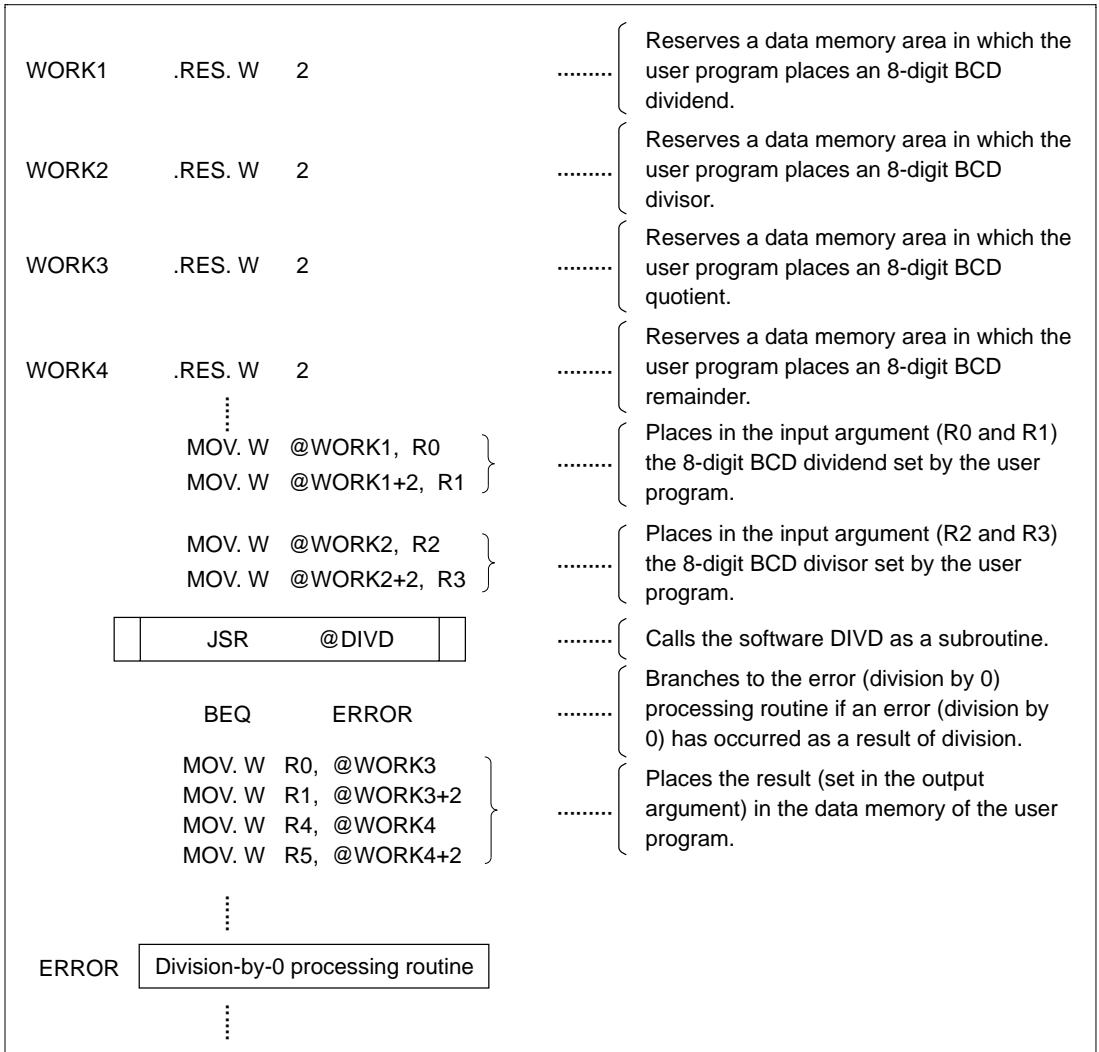 Reserves a data memory area in which the
WORK1 .RES. W 2 ......... user program places an 8-digit BCD
dividend.
Reserves a data memory area in which the
WORK2 .RES. W 2 ......... user program places an 8-digit BCD
divisor.
Reserves a data memory area in which the
WORK3 .RES. W 2 ......... user program places an 8-digit BCD
quotient.
Reserves a data memory area in which the
WORK4 .RES. W 2 ......... user program places an 8-digit BCD
remainder.
MOV. W @WORK1, R0
MOV. W @WORK1+2, R1
......... Places in the input argument (R0 and R1)
the 8-digit BCD dividend set by the user
program.
MOV. W @WORK2, R2
MOV. W @WORK2+2, R3
......... Places in the input argument (R2 and R3)
the 8-digit BCD divisor set by the user
program.
JSR @DIVD ......... Calls the software DIVD as a subroutine.
Branches to the error (division by 0)
BEQ ERROR ......... processing routine if an error (division by
0) has occurred as a result of division.
MOV. W R0, @WORK3
MOV. W R1, @WORK3+2
MOV. W R4, @WORK4
MOV. W R5, @WORK4+2
......... Places the result (set in the output
argument) in the data memory of the user
program.
ERROR Division-by-0 processing routine